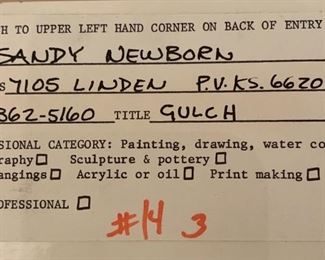 H TO UPPER LEFT HAND CORNER ON BACK OF ENTRY
SANDY NEWBORN
S 7105 LINDEN P.V. KS. 6620
362-5160 TITLE GULCH
SIONAL CATEGORY: Painting, drawing, water co
raphy Sculpture & pottery
angings Acrylic or oil Print making
OFESSIONAL
#14 3